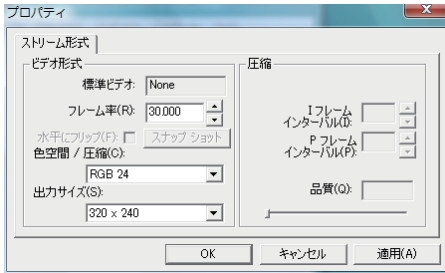 プロパティ
ストリーム形式
ビデオ形式
標準ビデオ: None
フレーム率(R): 30.000
水平にフリップ(F): スナップ ショット
色空間 / 圧縮(C):
RGB 24
出力サイズ(S):
320 x 240
圧縮
I フレーム
インターバル(I):
P フレーム
インターバル(P):
品質(Q):
OK キャンセル 適用(A)